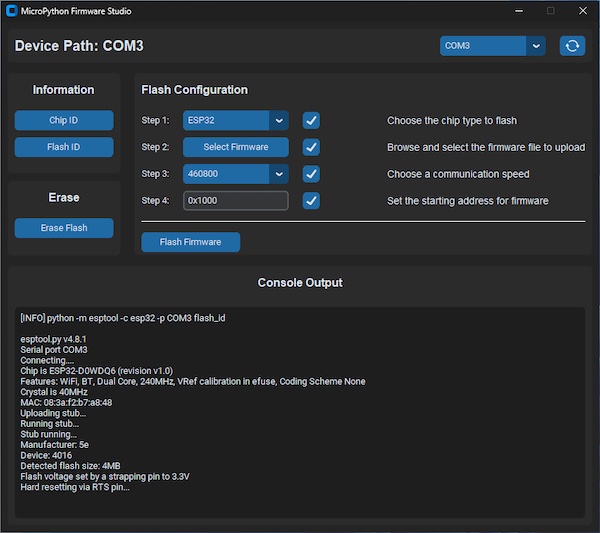 MicroPython Firmware Studio
Device Path: COM3
COM3
Information
Chip ID
Flash ID
Erase
Erase Flash
Flash Configuration
Step 1: ESP32 Choose the chip type to flash
Step 2: Select Firmware Browse and select the firmware file to upload
Step 3: 460800 Choose a communication speed
Step 4: 0x1000 Set the starting address for firmware
Flash Firmware
Console Output
[INFO] python -m esptool -c esp32 -p COM3 flash_id
esptool.py v4.8.1
Serial port COM3
Connecting....
Chip is ESP32-D0WDQ6 (revision v1.0)
Features: WiFi, BT, Dual Core, 240MHz, VRef calibration in efuse, Coding Scheme None
Crystal is 40MHz
MAC: 08:3a:f2:b7:a8:48
Uploading stub...
Running stub...
Stub running...
Manufacturer: 5e
Device: 4016
Detected flash size: 4MB
Flash voltage set by a strapping pin to 3.3V
Hard resetting via RTS pin...